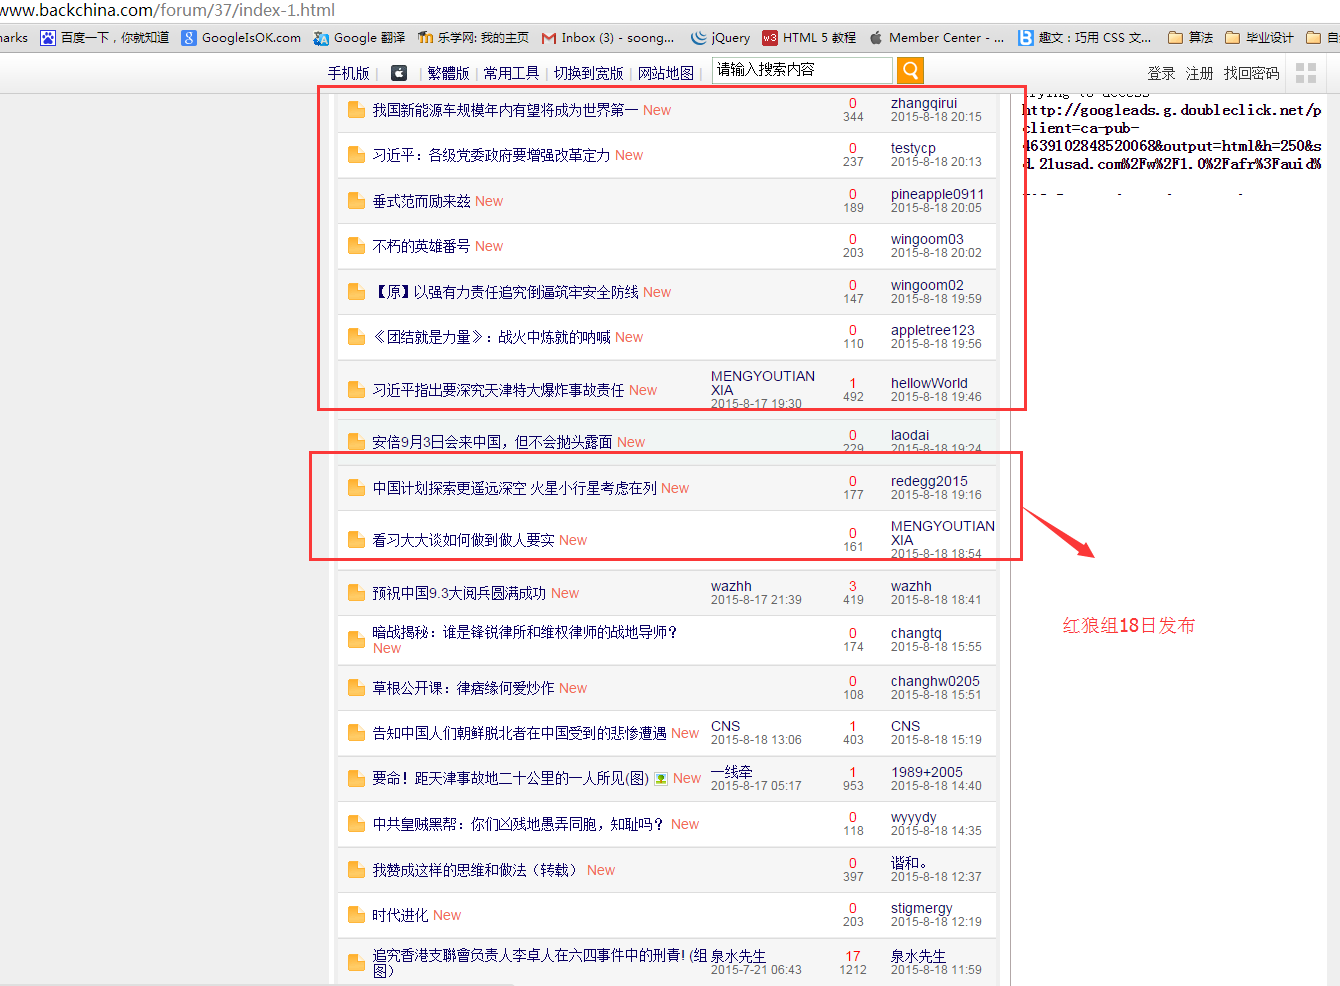 www.backchina.com/forum/37/index-1.html
narks 百度一下，你就知道 GoogleIsOK.com Google 翻译 乐学网: 我的主页 Inbox (3) - soong... jQuery HTML 5 教程 Member Center - ... 趣文：巧用 CSS 文... 算法 毕业设计
手机版 | | 繁體版 | 常用工具 | 切换到宽版 | 网站地图 | 请输入搜索内容 登录 注册 找回密码
trying to access
http://googleads.g.doubleclick.net/p
client=ca-pub-
4639102848520068&output=html&h=250&s
d.21usad.com%2Fw%2F1.0%2Fafr%3Fauid%
我国新能源车规模年内有望将成为世界第一 New 0 zhangqirui
344 2015-8-18 20:15
习近平：各级党委政府要增强改革定力 New 0 testycp
237 2015-8-18 20:13
垂式范而励来兹 New 0 pineapple0911
189 2015-8-18 20:05
不朽的英雄番号 New 0 wingoom03
203 2015-8-18 20:02
【原】以强有力责任追究倒逼筑牢安全防线 New 0 wingoom02
147 2015-8-18 19:59
《团结就是力量》：战火中炼就的呐喊 New 0 appletree123
110 2015-8-18 19:56
习近平指出要深究天津特大爆炸事故责任 New MENGYOUTIAN
XIA 1 hellowWorld
2015-8-17 19:30 492 2015-8-18 19:46
安倍9月3日会来中国，但不会抛头露面 New 0 laodai
229 2015-8-18 19:24
中国计划探索更遥远深空 火星小行星考虑在列 New 0 redegg2015
177 2015-8-18 19:16
看习大大谈如何做到做人要实 New 0 MENGYOUTIAN
XIA
161 2015-8-18 18:54
预祝中国9.3大阅兵圆满成功 New wazhh 3 wazhh
2015-8-17 21:39 419 2015-8-18 18:41
红狼组18日发布
暗战揭秘：谁是锋锐律所和维权律师的战地导师？ 0 changtq
New 174 2015-8-18 15:55
草根公开课：律痞缘何爱炒作 New 0 changhw0205
108 2015-8-18 15:51
告知中国人们朝鲜脱北者在中国受到的悲惨遭遇 New CNS 1 CNS
2015-8-18 13:06 403 2015-8-18 15:19
要命！距天津事故地二十公里的一人所见(图) New 一线牵 1 1989+2005
2015-8-17 05:17 953 2015-8-18 14:40
中共皇贼黑帮：你们凶残地愚弄同胞，知耻吗？ New 0 wyyydy
118 2015-8-18 14:35
我赞成这样的思维和做法（转载） New 0 谐和。
397 2015-8-18 12:37
时代进化 New 0 stigmergy
203 2015-8-18 12:19
追究香港支聯會负责人李卓人在六四事件中的刑責! (组图) 泉水先生 17 泉水先生
2015-7-21 06:43 1212 2015-8-18 11:59